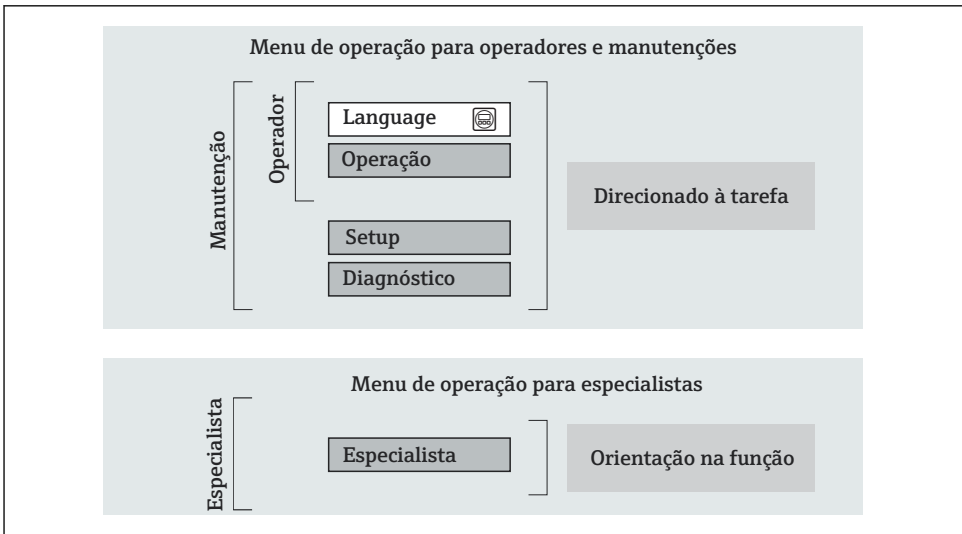 Menu de operação para operadores e manutenções
Manutenção
Operador
Language
Operação
Setup
Diagnóstico
Direcionado à tarefa
Menu de operação para especialistas
Especialista
Especialista
Orientação na função